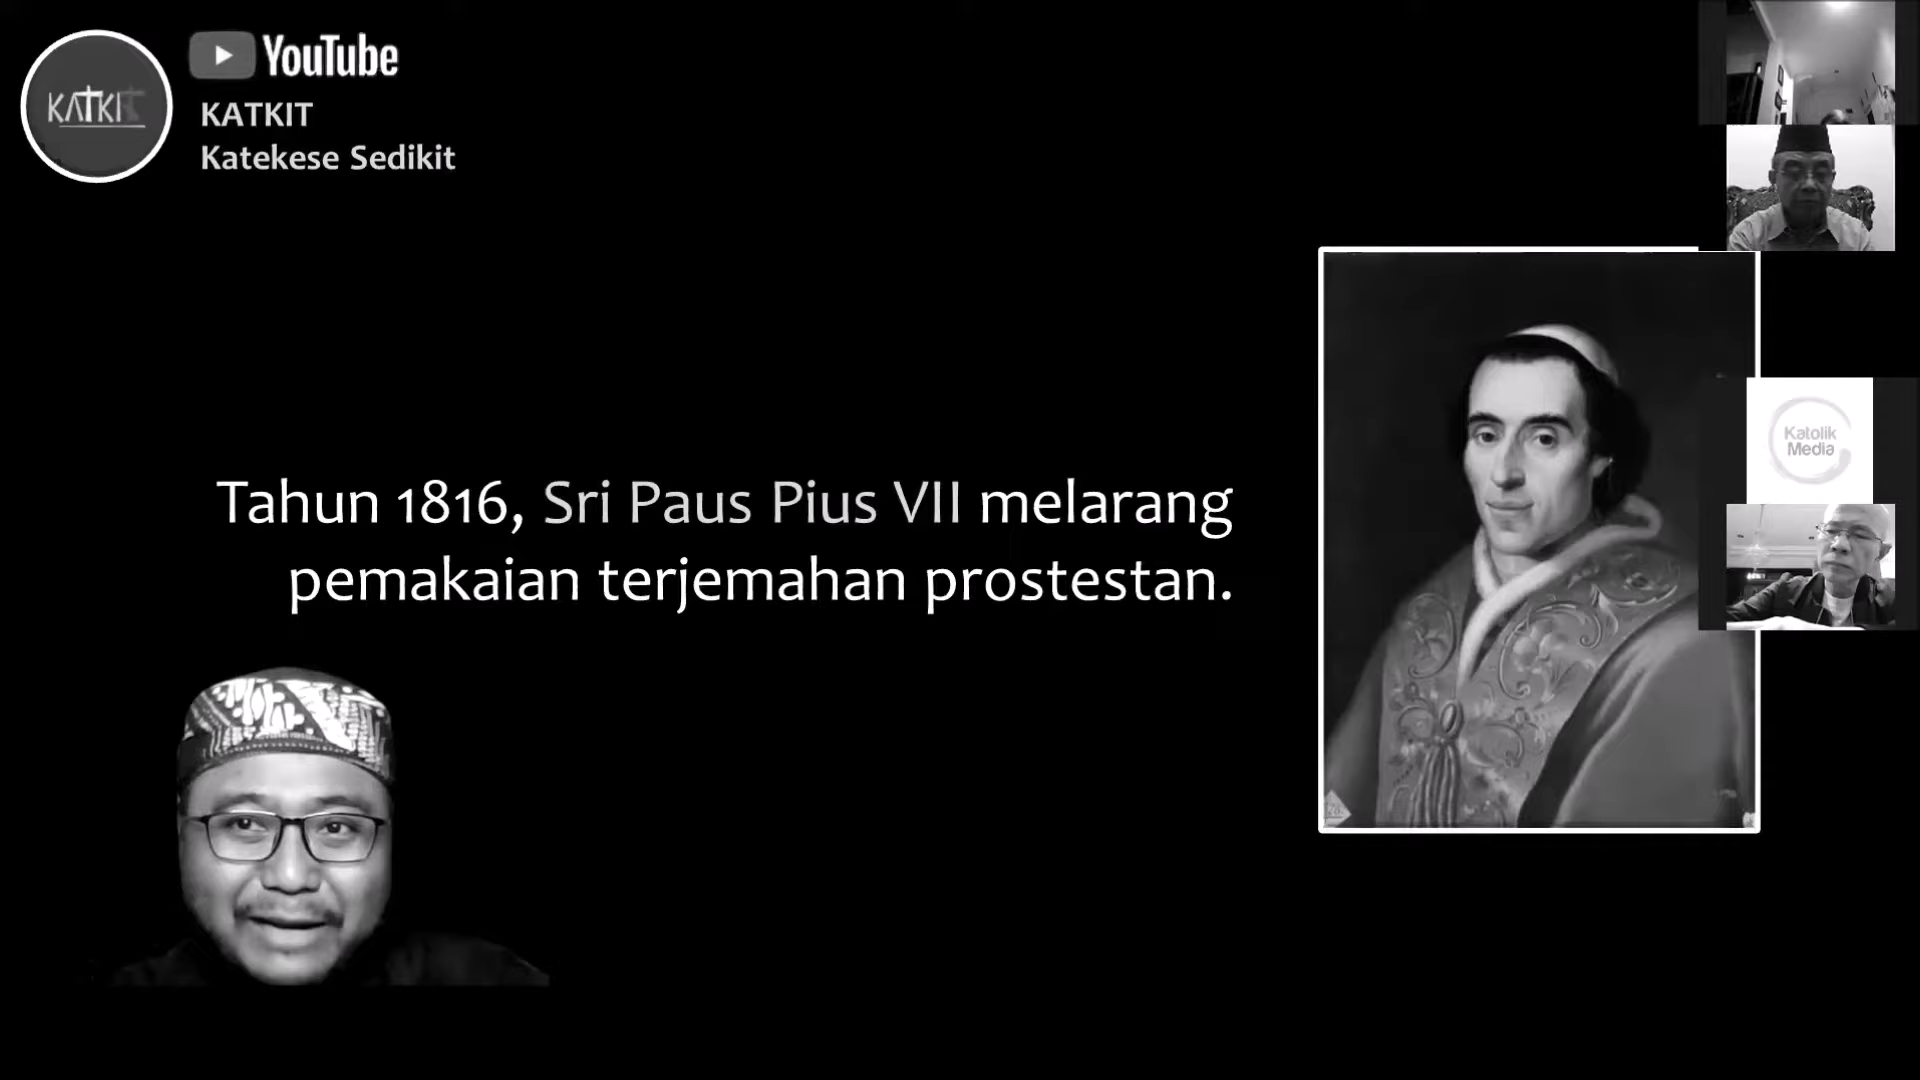 KATKIT
YouTube
KATKIT
Katekese Sedikit
Tahun 1816, Sri Paus Pius VII melarang
pemakaian terjemahan prostestan.
Katolik
Media